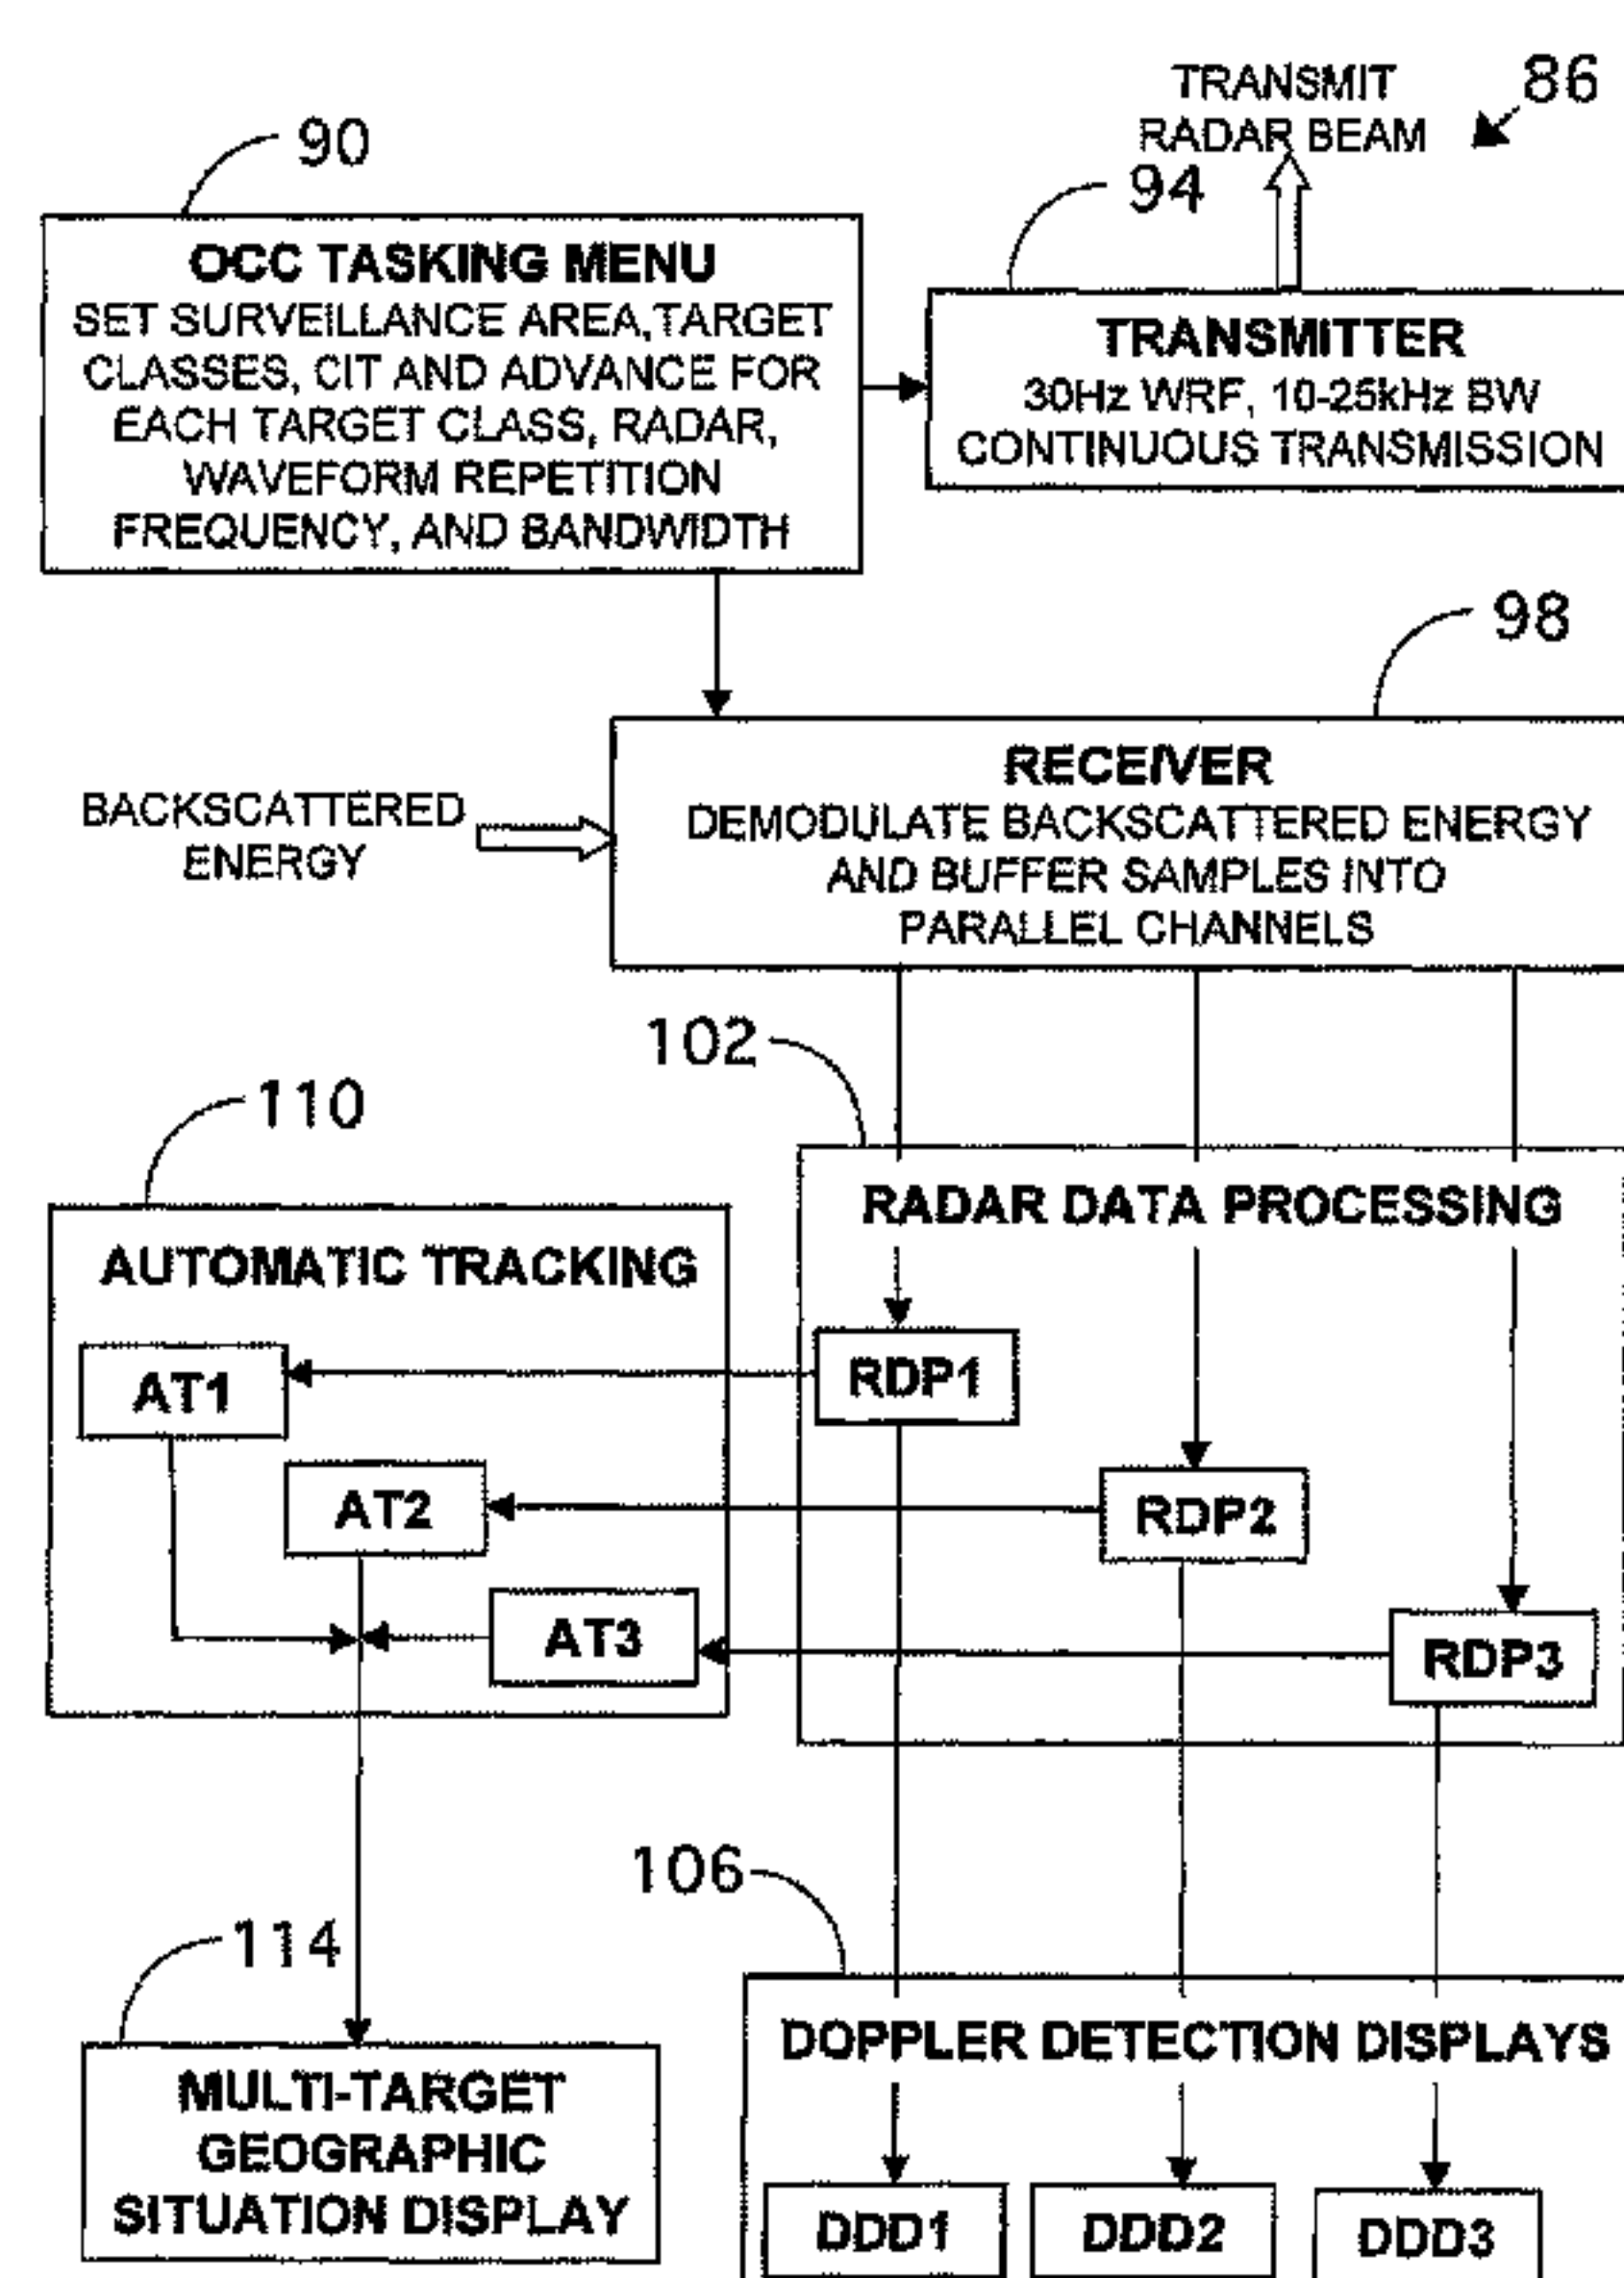 TRANSMIT
RADAR BEAM
86
90
94
OCC TASKING MENU
SET SURVEILLANCE AREA,TARGET
CLASSES, CIT AND ADVANCE FOR
EACH TARGET CLASS, RADAR,
WAVEFORM REPETITION
FREQUENCY, AND BANDWIDTH
TRANSMITTER
30Hz WRF, 10-25kHz BW
CONTINUOUS TRANSMISSION
98
BACKSCATTERED
ENERGY
RECEIVER
DEMODULATE BACKSCATTERED ENERGY
AND BUFFER SAMPLES INTO
PARALLEL CHANNELS
102
110
RADAR DATA PROCESSING
AUTOMATIC TRACKING
RDP1
AT1
AT2
RDP2
AT3
RDP3
106
114
DOPPLER DETECTION DISPLAYS
MULTI-TARGET
GEOGRAPHIC
SITUATION DISPLAY
DDD1
DDD2
DDD3